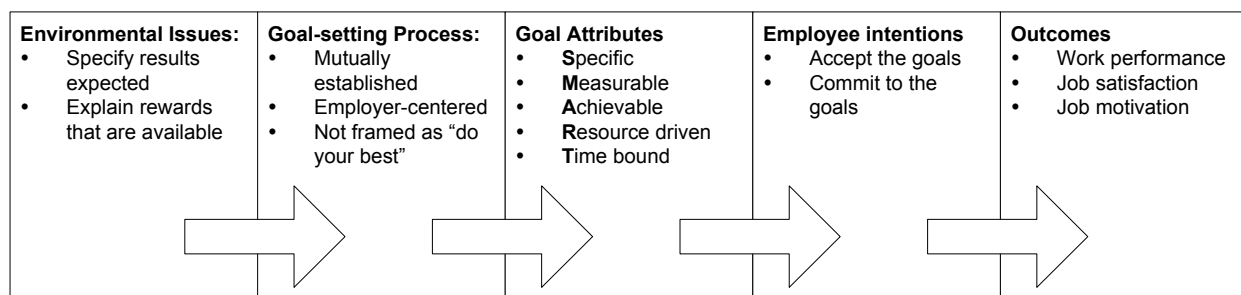 Environmental Issues:
• Specify results
expected
• Explain rewards
that are available
Goal-setting Process:
• Mutually
established
• Employer-centered
• Not framed as “do
your best”
Goal Attributes
• Specific
• Measurable
• Achievable
• Resource driven
• Time bound
Employee intentions
• Accept the goals
• Commit to the
goals
Outcomes
• Work performance
• Job satisfaction
• Job motivation